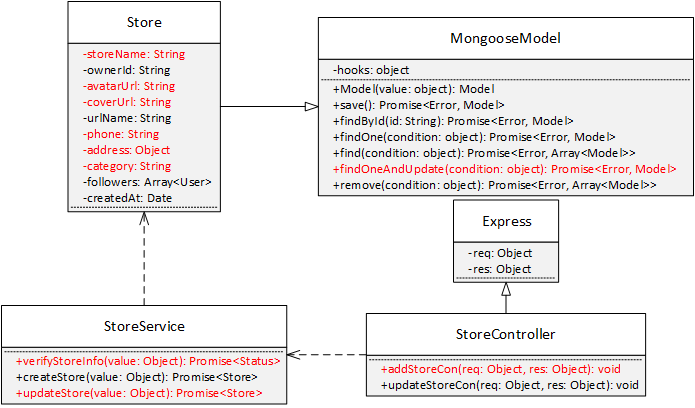 Store
-storeName: String
-ownerId: String
-avatarUrl: String
-coverUrl: String
-urlName: String
-phone: String
-address: Object
-category: String
-followers: Array<User>
-createdAt: Date
MongooseModel
-hooks: object
+Model(value: object): Model
+save(): Promise<Error, Model>
+findById(id: String): Promise<Error, Model>
+findOne(condition: object): Promise<Error, Model>
+find(condition: object): Promise<Error, Array<Model>>
+findOneAndUpdate(condition: object): Promise<Error, Model>
+remove(condition: object): Promise<Error, Array<Model>>
Express
-req: Object
-res: Object
StoreService
+verifyStoreInfo(value: Object): Promise<Status>
+createStore(value: Object): Promise<Store>
+updateStore(value: Object): Promise<Store>
StoreController
+addStoreCon(req: Object, res: Object): void
+updateStoreCon(req: Object, res: Object): void